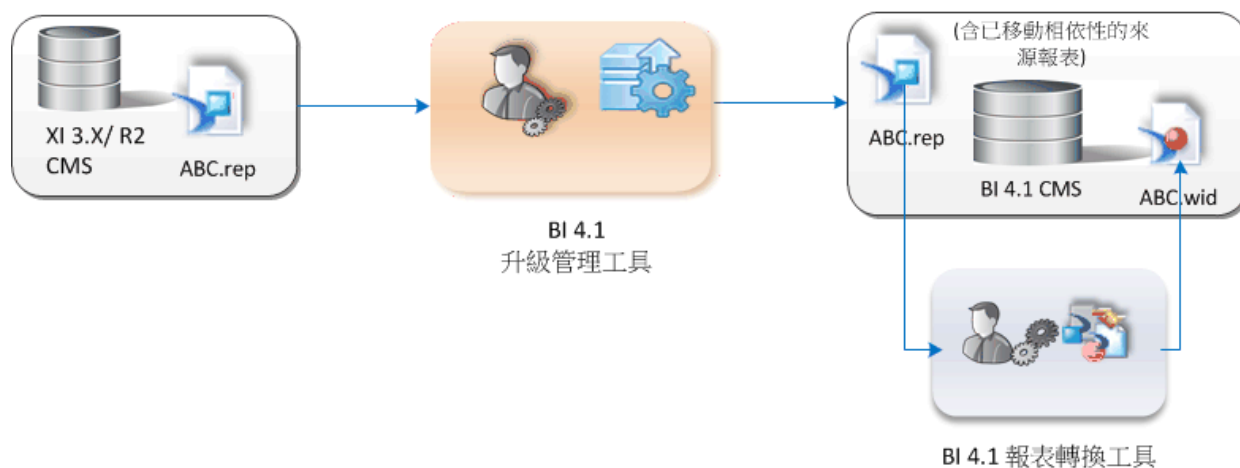 XI 3.X/ R2
CMS
ABC.rep
BI 4.1
升級管理工具
(含已移動相依性的來
源報表)
ABC.rep
BI 4.1 CMS
ABC.wid
BI 4.1 報表轉換工具